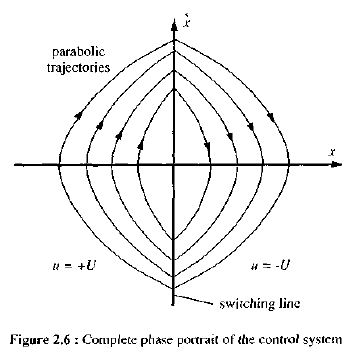 ẋ
parabolic
trajectories
x
u = +U
u = -U
switching line
Figure 2.6 : Complete phase portrait of the control system